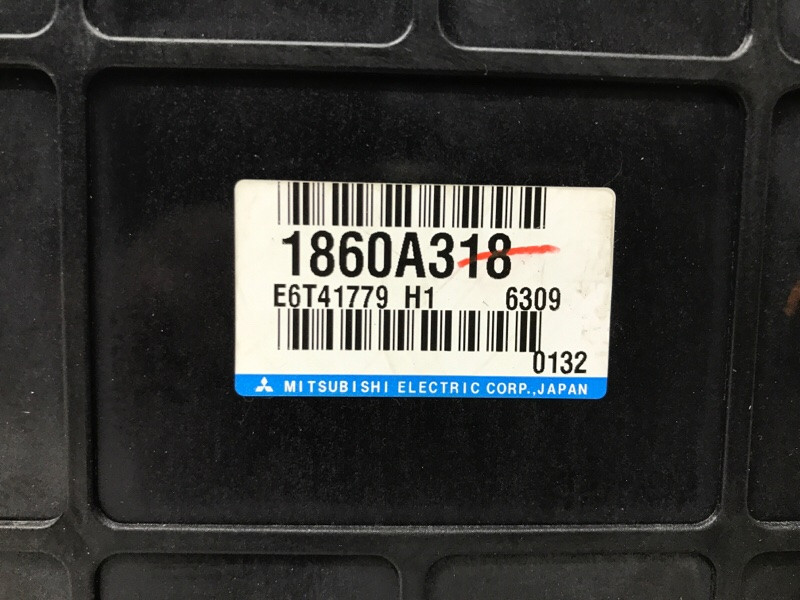 1860A318
E6T41779 H1 6309
0132
MITSUBISHI ELECTRIC CORP.,JAPAN